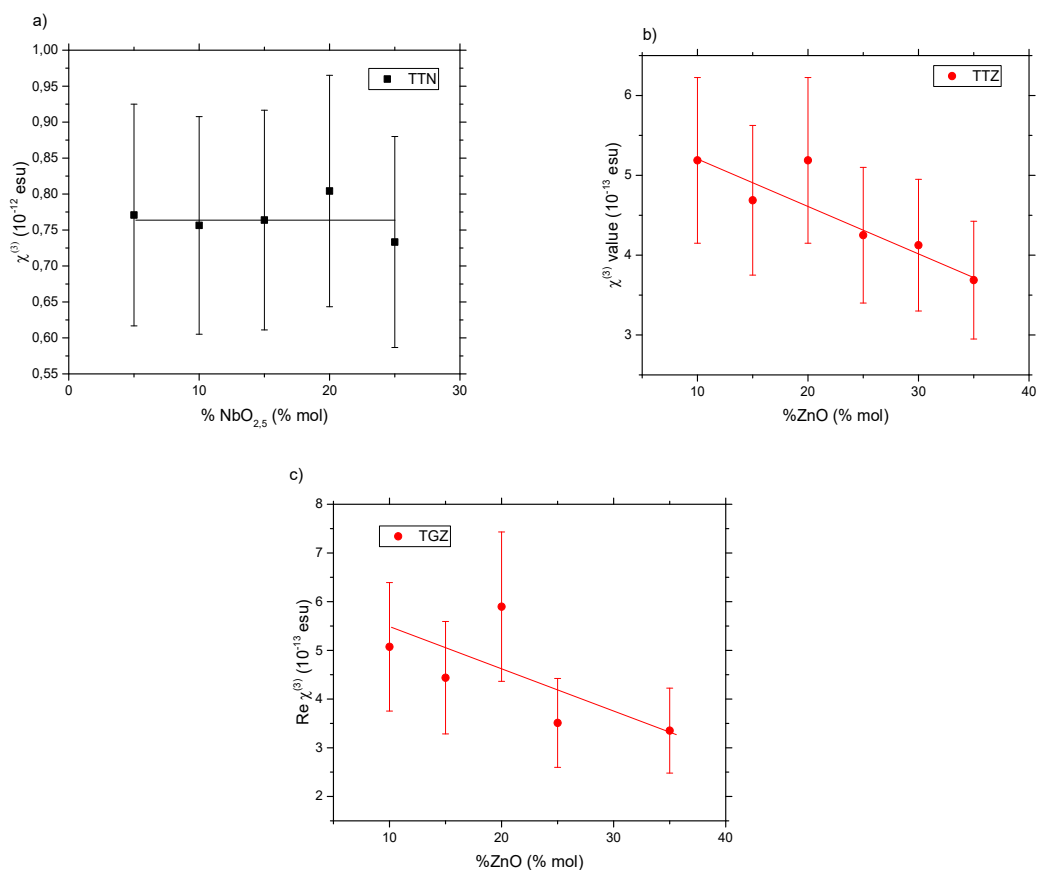 a)
TTN
χ(3) (10-12 esu)
1,00
0,95
0,90
0,85
0,80
0,75
0,70
0,65
0,60
0,55
0 10 20 30
% NbO2,5 (% mol)
b)
TTZ
χ(3) value (10-13 esu)
6
5
4
3
10 20 30 40
%ZnO (% mol)
c)
TGZ
Re χ(3) (10-13 esu)
8
7
6
5
4
3
2
10 20 30 40
%ZnO (% mol)